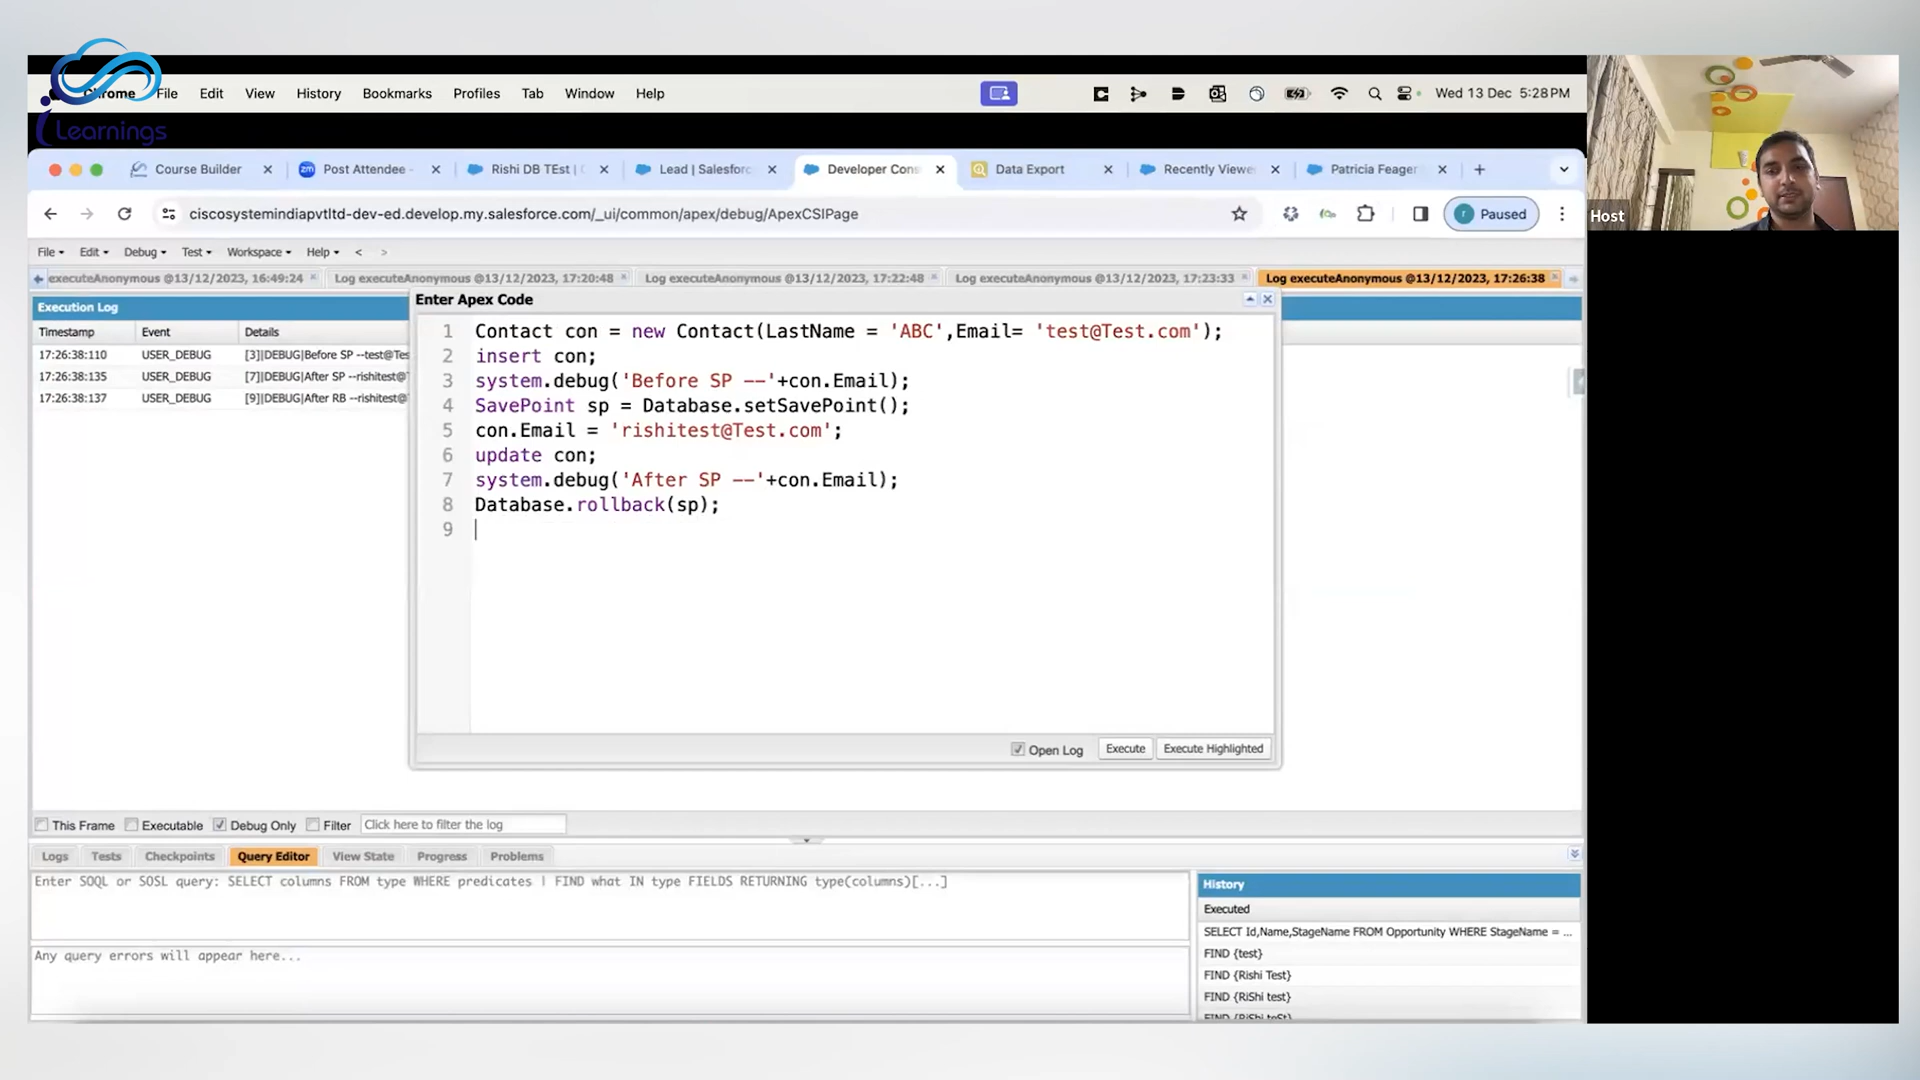 Learnings
Chrome File Edit View History Bookmarks Profiles Tab Window Help Wed 13 Dec 5:28 PM
Course Builder Post Attendee - Rishi DB TEst | Lead | Salesforc Developer Cons Data Export Recently Viewe Patricia Feager
ciscosystemindiapvtltd-dev-ed.develop.my.salesforce.com/_ui/common/apex/debug/ApexCSIPage Paused
Host
File Edit Debug Test Workspace Help < >
executeAnonymous @13/12/2023, 16:49:24 Log executeAnonymous @13/12/2023, 17:20:48 Log executeAnonymous @13/12/2023, 17:22:48 Log executeAnonymous @13/12/2023, 17:23:33 Log executeAnonymous @13/12/2023, 17:26:38
Execution Log
Timestamp Event Details
17:26:38:110 USER_DEBUG [3]|DEBUG|Before SP --test@Tes
17:26:38:135 USER_DEBUG [7]|DEBUG|After SP --rishitest@
17:26:38:137 USER_DEBUG [9]|DEBUG|After RB --rishitest@
Enter Apex Code
1 Contact con = new Contact(LastName = 'ABC',Email= 'test@Test.com');
2 insert con;
3 system.debug('Before SP --'+con.Email);
4 SavePoint sp = Database.setSavePoint();
5 con.Email = 'rishitest@Test.com';
6 update con;
7 system.debug('After SP --'+con.Email);
8 Database.rollback(sp);
9
Open Log Execute Execute Highlighted
This Frame Executable Debug Only Filter Click here to filter the log
Logs Tests Checkpoints Query Editor View State Progress Problems
Enter SOQL or SOSL query: SELECT columns FROM type WHERE predicates | FIND what IN type FIELDS RETURNING type(columns)[...]
Any query errors will appear here...
History
Executed
SELECT Id,Name,StageName FROM Opportunity WHERE StageName = ...
FIND {test}
FIND {Rishi Test}
FIND {RiShi test}
FIND {RiShi teSt}